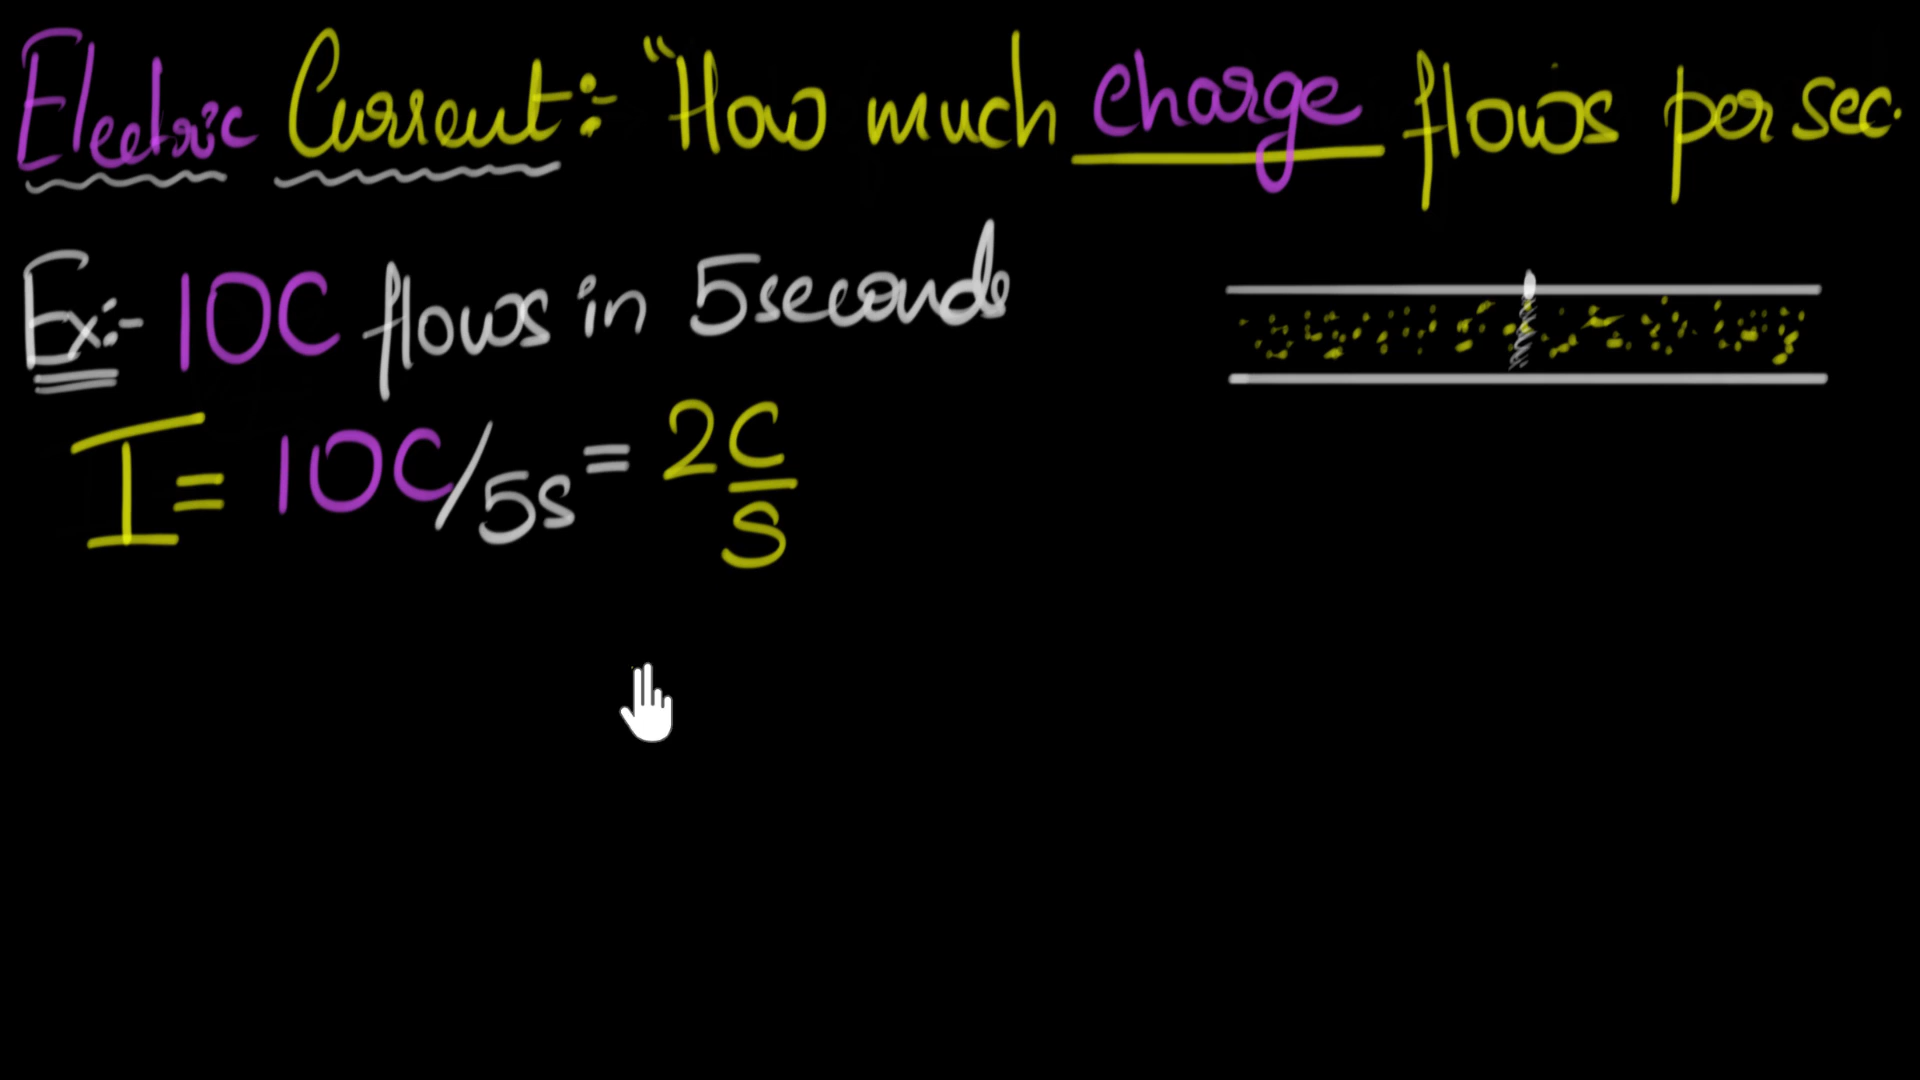 Electric Current:- "How much charge flows per sec.
Ex:- 10C flows in 5seconds
I = 10C/5s = 2C/S